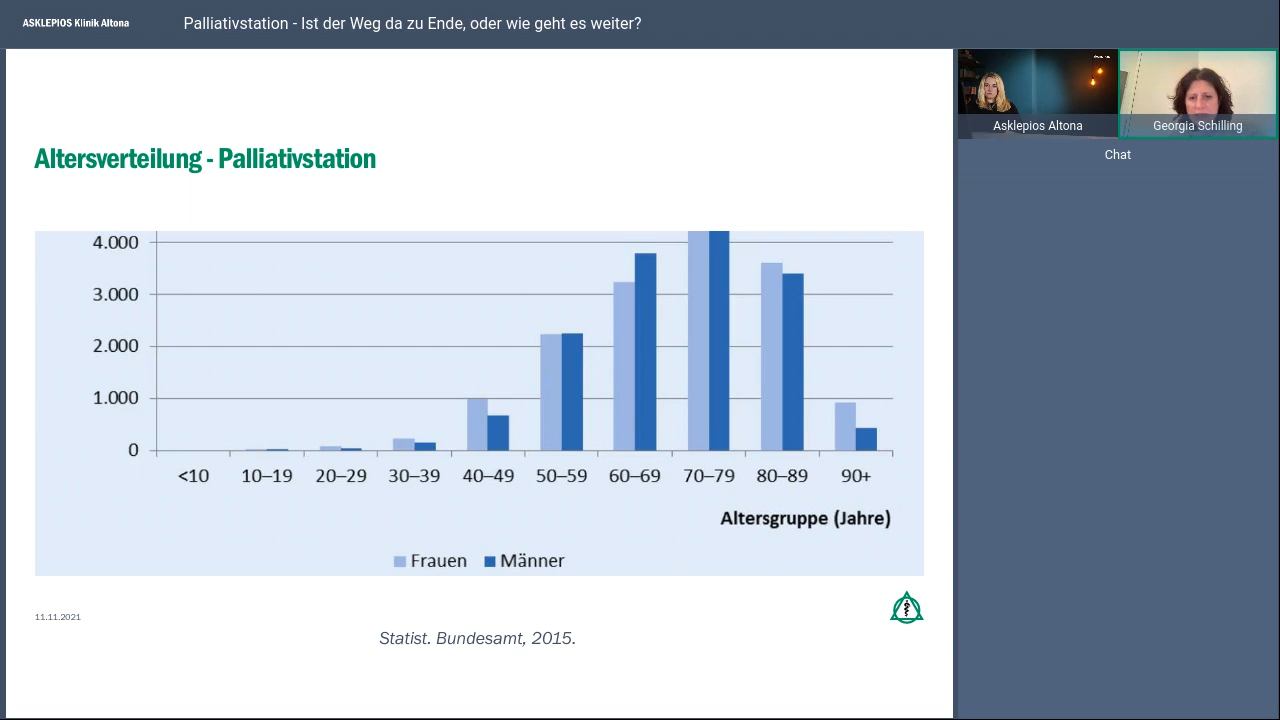 ASKLEPIOS Klinik Altona
Palliativstation - Ist der Weg da zu Ende, oder wie geht es weiter?
Asklepios Altona
Georgia Schilling
Chat
Altersverteilung - Palliativstation
4.000
3.000
2.000
1.000
0
<10 10–19 20–29 30–39 40–49 50–59 60–69 70–79 80–89 90+
Altersgruppe (Jahre)
Frauen Männer
11.11.2021
Statist. Bundesamt, 2015.